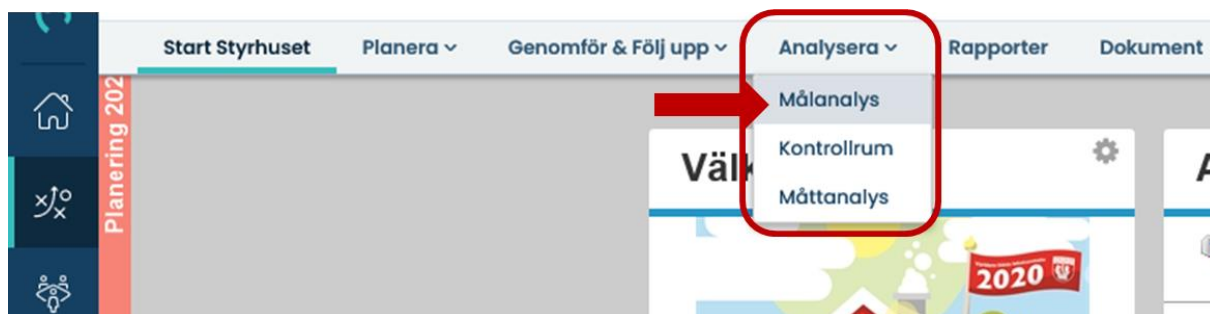 Start Styrhuset Planera Genomför & Följ upp Analysera Rapporter Dokument
Målanalys
Kontrollrum
Måttanalys
Planering 202
Väl
A
2020